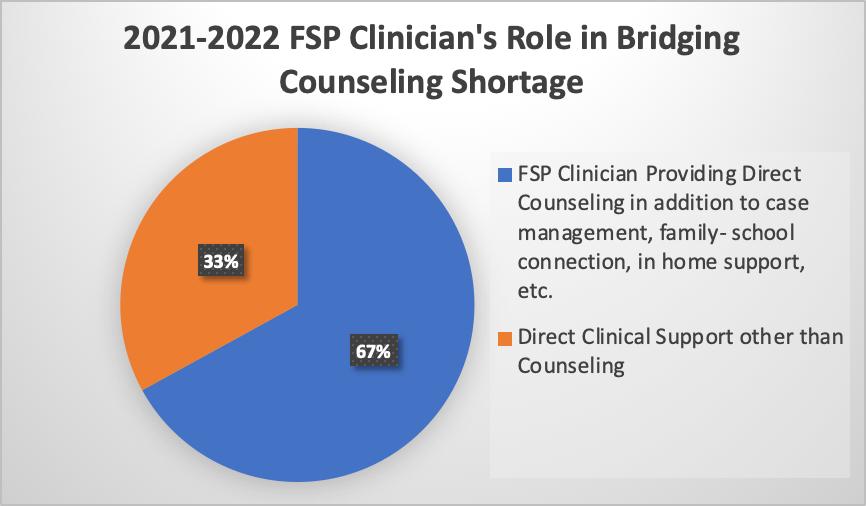 2021-2022 FSP Clinician's Role in Bridging
Counseling Shortage
33%
67%
FSP Clinician Providing Direct
Counseling in addition to case
management, family- school
connection, in home support,
etc.
Direct Clinical Support other than
Counseling